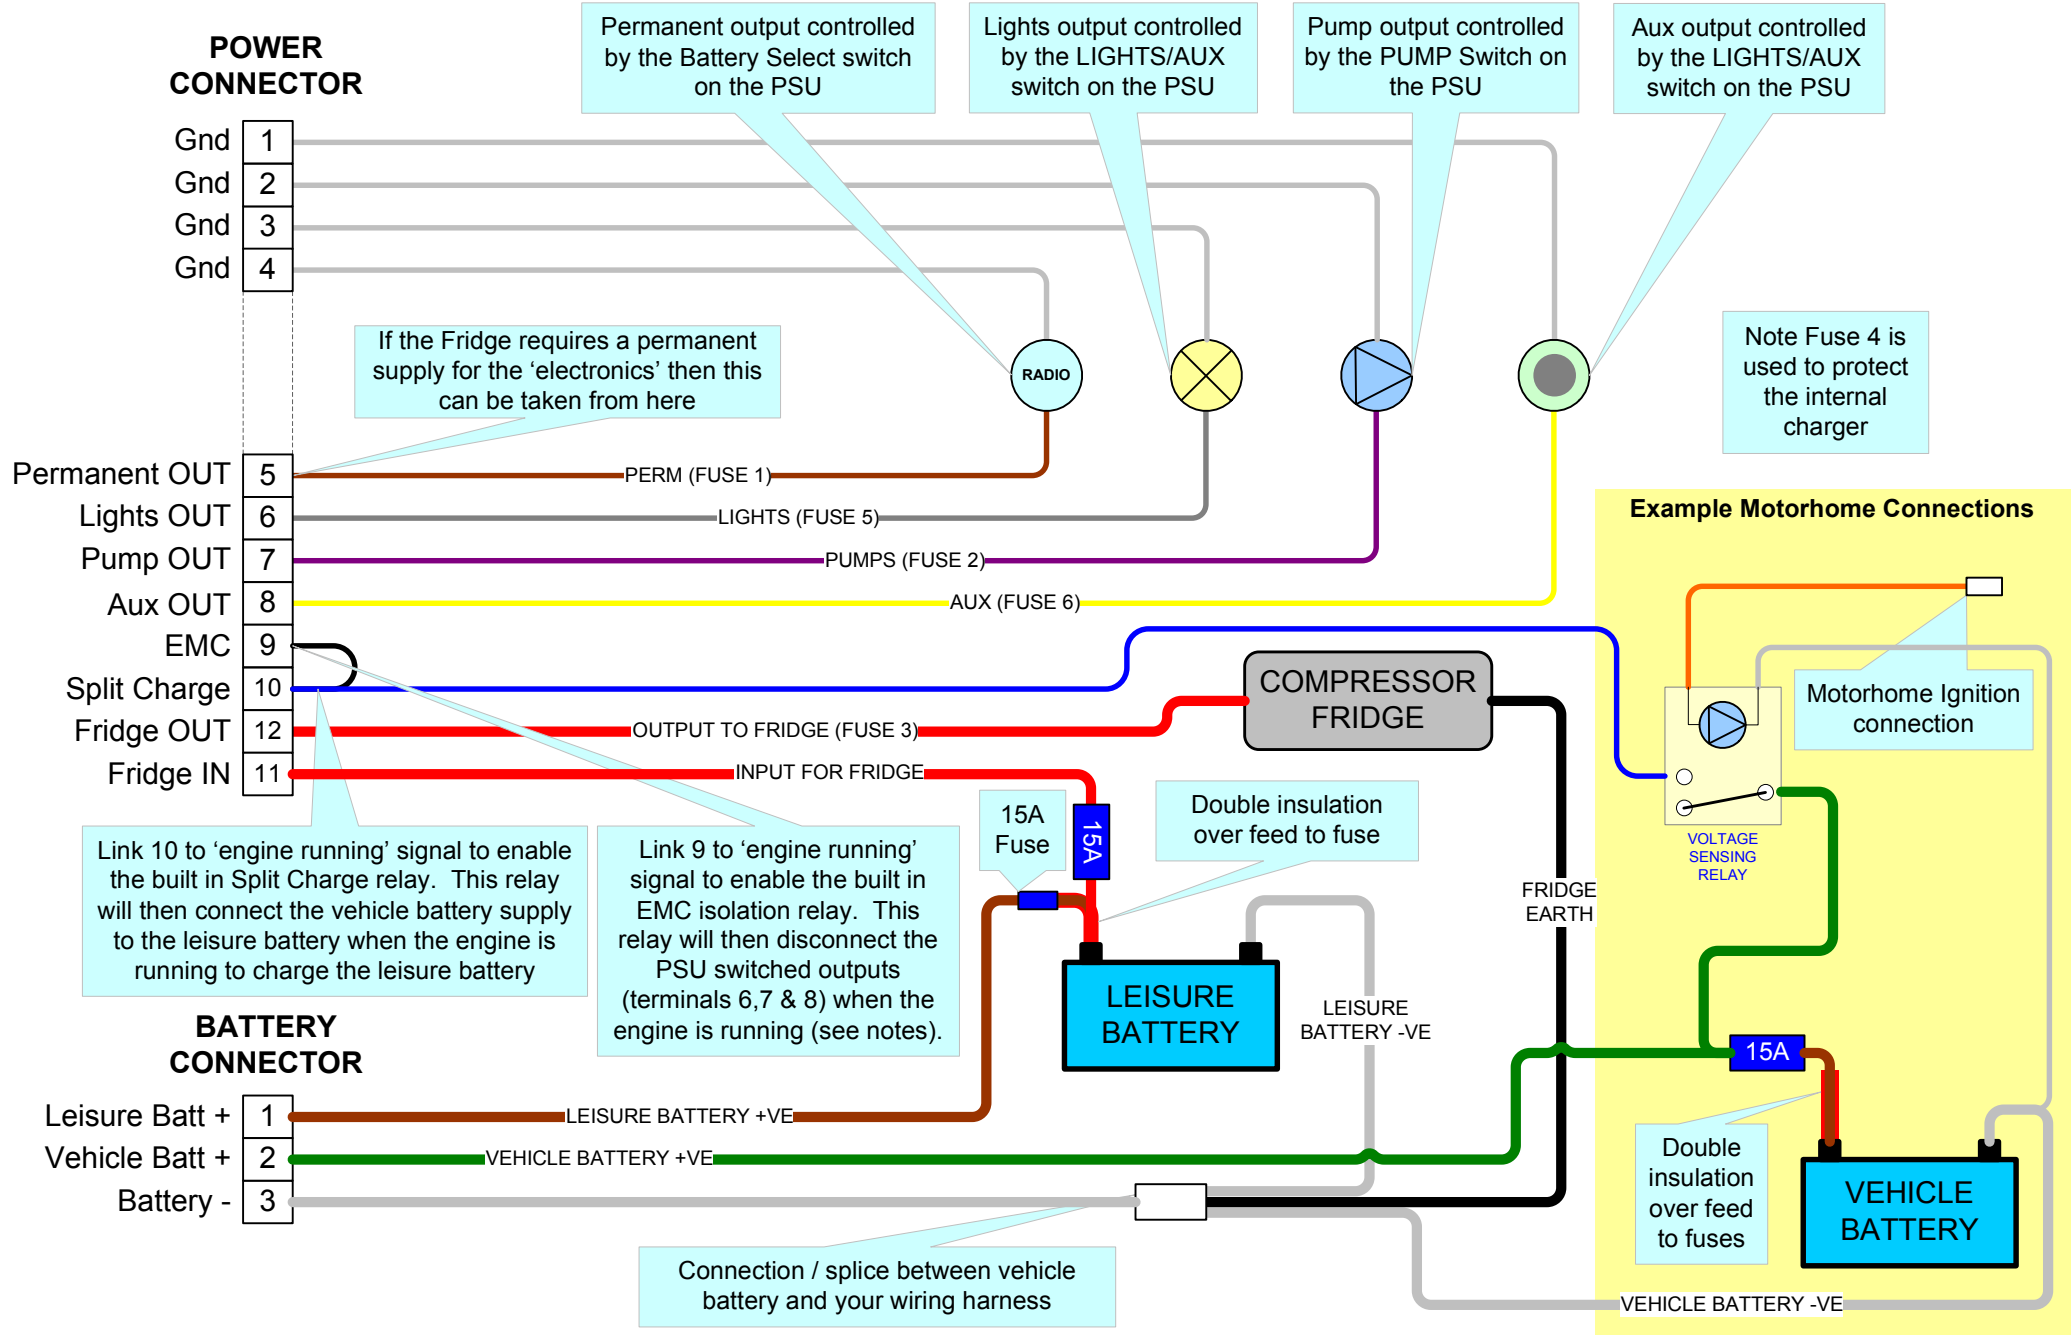 POWER
CONNECTOR
Permanent output controlled
by the Battery Select switch
on the PSU
Lights output controlled
by the LIGHTS/AUX
switch on the PSU
Pump output controlled
by the PUMP Switch on
the PSU
Aux output controlled
by the LIGHTS/AUX
switch on the PSU
Gnd 1
Gnd 2
Gnd 3
Gnd 4
If the Fridge requires a permanent
supply for the ‘electronics’ then this
can be taken from here
RADIO
Note Fuse 4 is
used to protect
the internal
charger
Permanent OUT 5 PERM (FUSE 1)
Lights OUT 6 LIGHTS (FUSE 5)
Pump OUT 7 PUMPS (FUSE 2)
Aux OUT 8 AUX (FUSE 6)
EMC 9
Split Charge 10
Fridge OUT 12 OUTPUT TO FRIDGE (FUSE 3)
Fridge IN 11 INPUT FOR FRIDGE
COMPRESSOR
FRIDGE
Example Motorhome Connections
Motorhome Ignition
connection
VOLTAGE
SENSING
RELAY
15A
Fuse
15A
Double insulation
over feed to fuse
Link 10 to ‘engine running’ signal to enable
the built in Split Charge relay.  This relay
will then connect the vehicle battery supply
to the leisure battery when the engine is
running to charge the leisure battery
Link 9 to ‘engine running’
signal to enable the built in
EMC isolation relay.  This
relay will then disconnect the
PSU switched outputs
(terminals 6,7 & 8) when the
engine is running (see notes).
FRIDGE
EARTH
LEISURE
BATTERY
LEISURE
BATTERY -VE
15A
BATTERY
CONNECTOR
Leisure Batt + 1 LEISURE BATTERY +VE
Vehicle Batt + 2 VEHICLE BATTERY +VE
Battery - 3
Double
insulation
over feed
to fuses
VEHICLE
BATTERY
Connection / splice between vehicle
battery and your wiring harness
VEHICLE BATTERY -VE